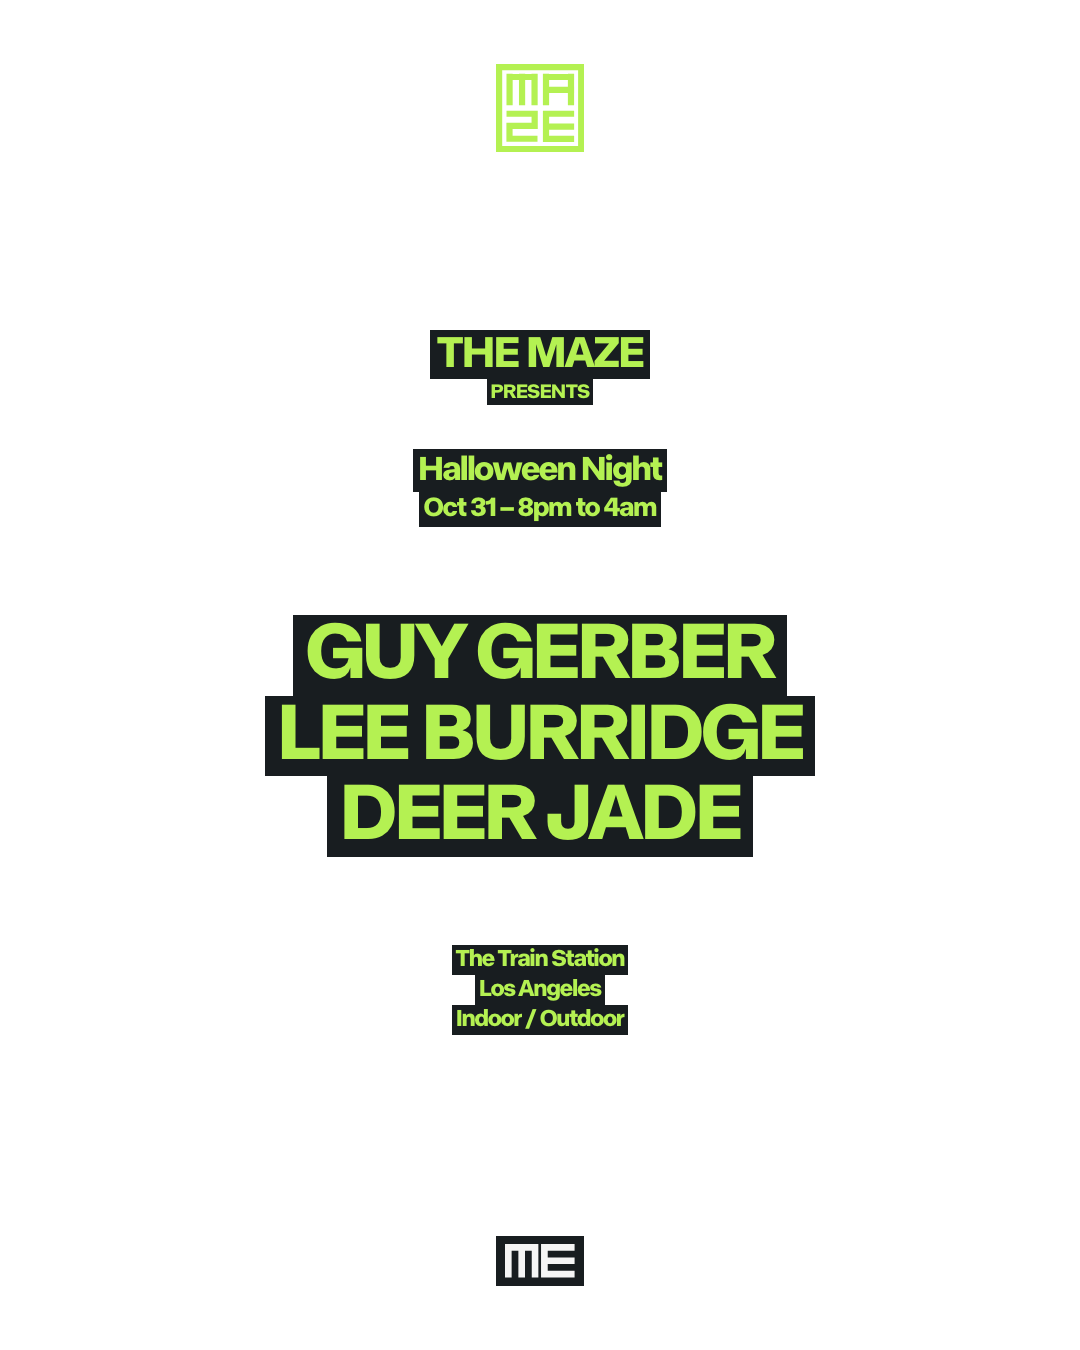 MA
ZE
THE MAZE
PRESENTS
Halloween Night
Oct 31 – 8pm to 4am
GUY GERBER
LEE BURRIDGE
DEER JADE
The Train Station
Los Angeles
Indoor / Outdoor
ME